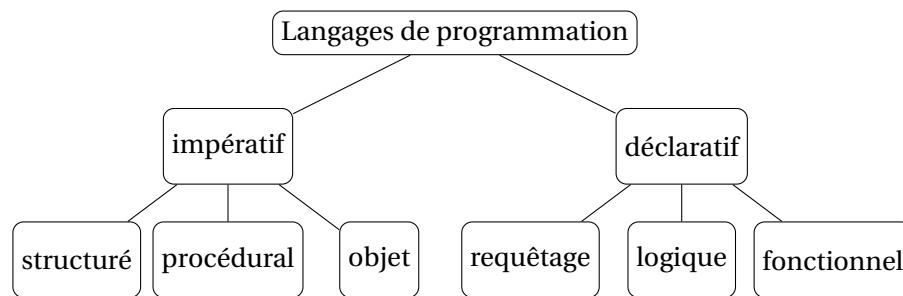 Langages de programmation
impératif
déclaratif
structuré
procédural
objet
requêtage
logique
fonctionnel